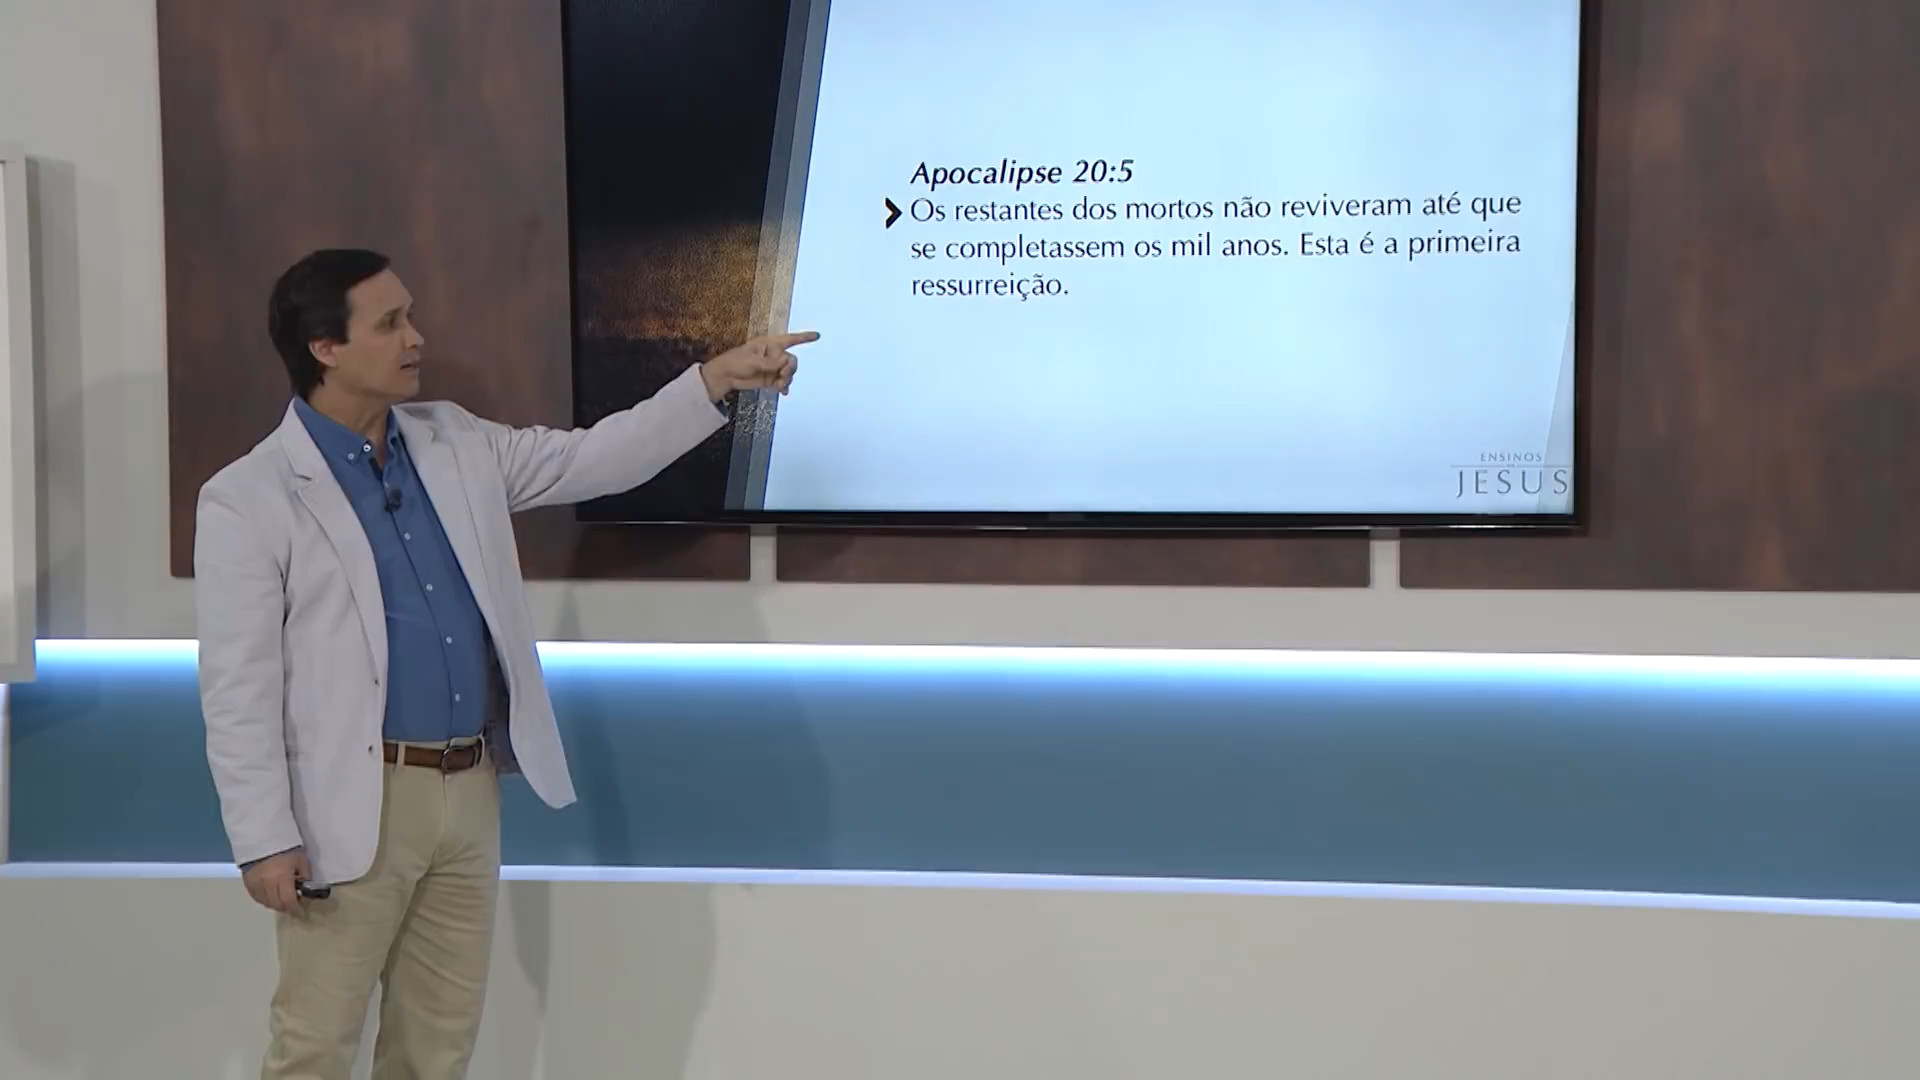 Apocalipse 20:5
Os restantes dos mortos não reviveram até que
se completassem os mil anos. Esta é a primeira
ressurreição.
ENSINOS
JESUS